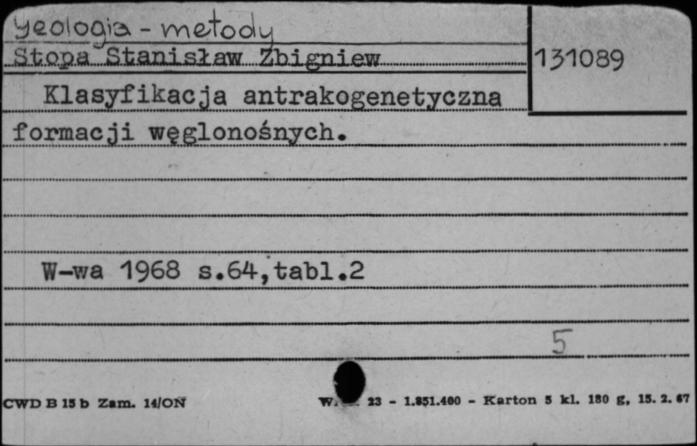 geologia - metody
Stopa Stanisław Zbigniew
131089
Klasyfikacja antrakogenetyczna
formacji węglonośnych.
W-wa 1968 s.64,tabl.2
5
CWD B 15 b Zam. 14/ON
23 - 1.851.400 - Karton 5 kl. 180 g, 15. 2. 67